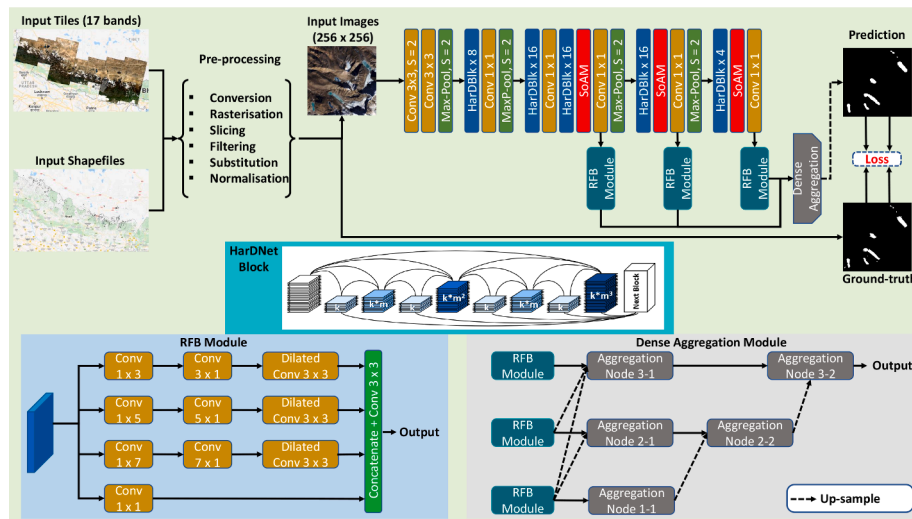 Input Tiles (17 bands)
Pre-processing
Conversion
Rasterisation
Slicing
Filtering
Substitution
Normalisation
Input Shapefiles
Input Images
(256 x 256)
Conv 3x3, S = 2
Conv 3 x 3
Max-Pool, S = 2
HarDBlk x 8
Conv 1 x 1
MaxP-ool, S = 2
HarDBlk x 16
Conv 1 x 1
HarDBlk x 16
SoAM
Conv 1 x 1
Max-Pool, S = 2
HarDBlk x 16
SoAM
Conv 1 x 1
Max-Pool, S = 2
HarDBlk x 4
SoAM
Conv 1 x 1
RFB
Module
RFB
Module
RFB
Module
Dense
Aggregation
Prediction
Loss
Ground-truth
HarDNet
Block
k
k*m
k
k*m²
k
k*m
k
k*m³
Next Block
RFB Module
Conv
1 x 3
Conv
3 x 1
Dilated
Conv 3 x 3
Conv
1 x 5
Conv
5 x 1
Dilated
Conv 3 x 3
Conv
1 x 7
Conv
7 x 1
Dilated
Conv 3 x 3
Conv
1 x 1
Concatenate + Conv 3 x 3
Output
Dense Aggregation Module
RFB
Module
Aggregation
Node 3-1
Aggregation
Node 3-2
Output
RFB
Module
Aggregation
Node 2-1
Aggregation
Node 2-2
RFB
Module
Aggregation
Node 1-1
Up-sample